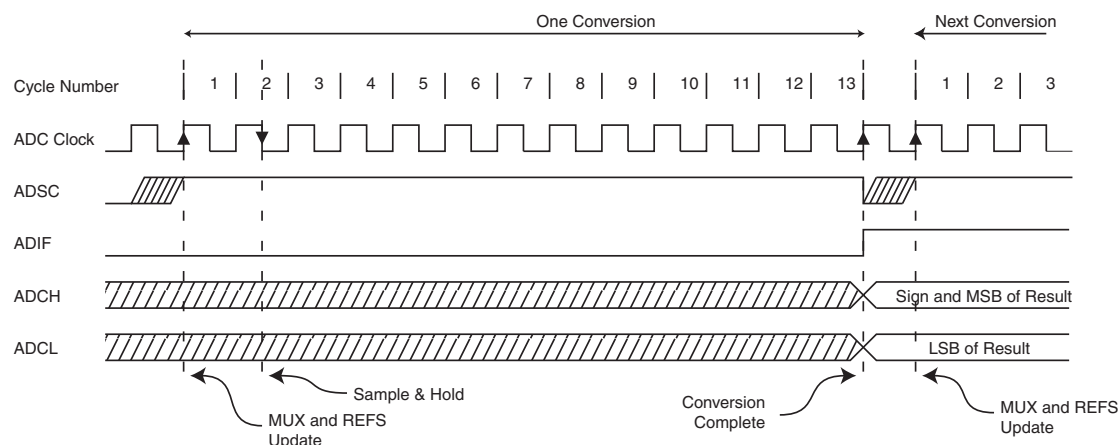 One Conversion Next Conversion
Cycle Number 1 2 3 4 5 6 7 8 9 10 11 12 13 1 2 3
ADC Clock
ADSC
ADIF
ADCH Sign and MSB of Result
ADCL LSB of Result
MUX and REFS
Update
Sample & Hold
Conversion
Complete
MUX and REFS
Update